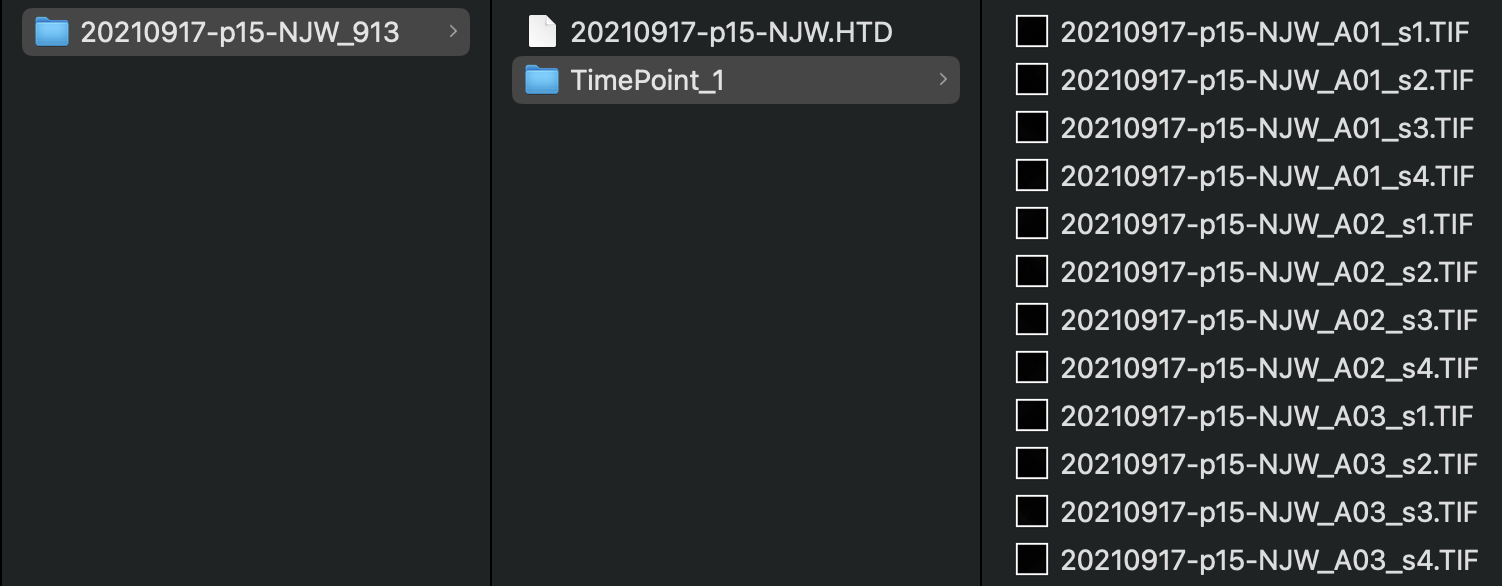 20210917-p15-NJW_913
20210917-p15-NJW.HTD
TimePoint_1
20210917-p15-NJW_A01_s1.TIF
20210917-p15-NJW_A01_s2.TIF
20210917-p15-NJW_A01_s3.TIF
20210917-p15-NJW_A01_s4.TIF
20210917-p15-NJW_A02_s1.TIF
20210917-p15-NJW_A02_s2.TIF
20210917-p15-NJW_A02_s3.TIF
20210917-p15-NJW_A02_s4.TIF
20210917-p15-NJW_A03_s1.TIF
20210917-p15-NJW_A03_s2.TIF
20210917-p15-NJW_A03_s3.TIF
20210917-p15-NJW_A03_s4.TIF